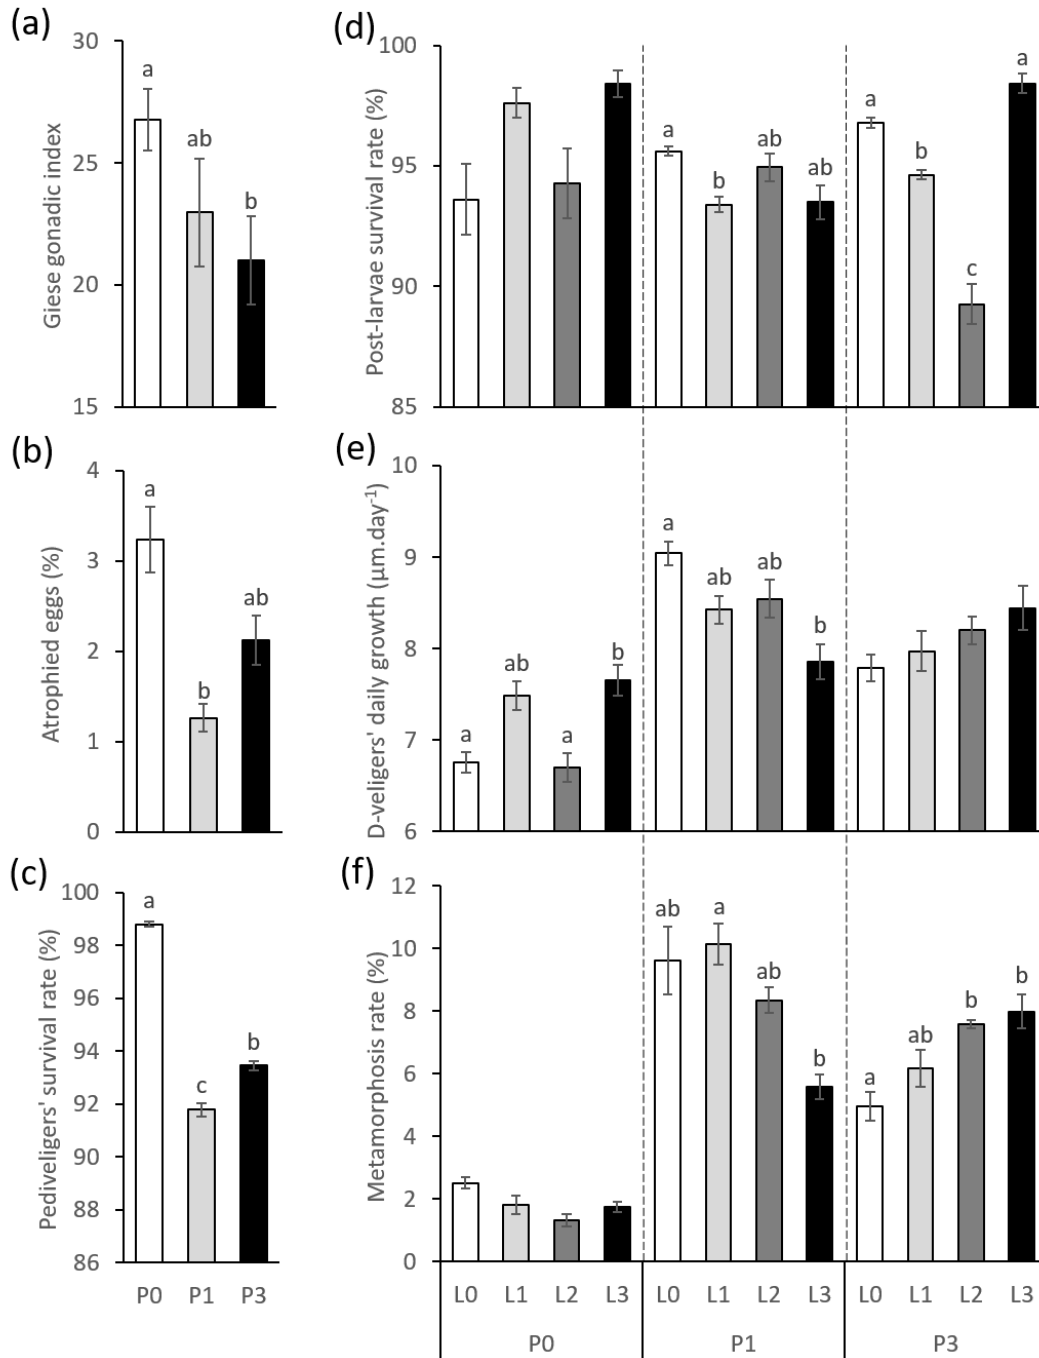 (a)
30
25
20
15
Giese gonadic index
a
ab
b
(b)
4
3
2
1
0
Atrophied eggs (%)
a
b
ab
(c)
100
98
96
94
92
90
88
86
Pediveligers' survival rate (%)
a
c
b
P0 P1 P3
(d)
100
95
90
85
Post-larvae survival rate (%)
a
b
ab
ab
a
b
c
a
(e)
10
9
8
7
6
D-veligers' daily growth (µm.day⁻¹)
a
ab
a
b
a
ab
ab
b
(f)
12
10
8
6
4
2
0
Metamorphosis rate (%)
ab
a
ab
b
a
ab
b
b
L0 L1 L2 L3 L0 L1 L2 L3 L0 L1 L2 L3
P0 P1 P3